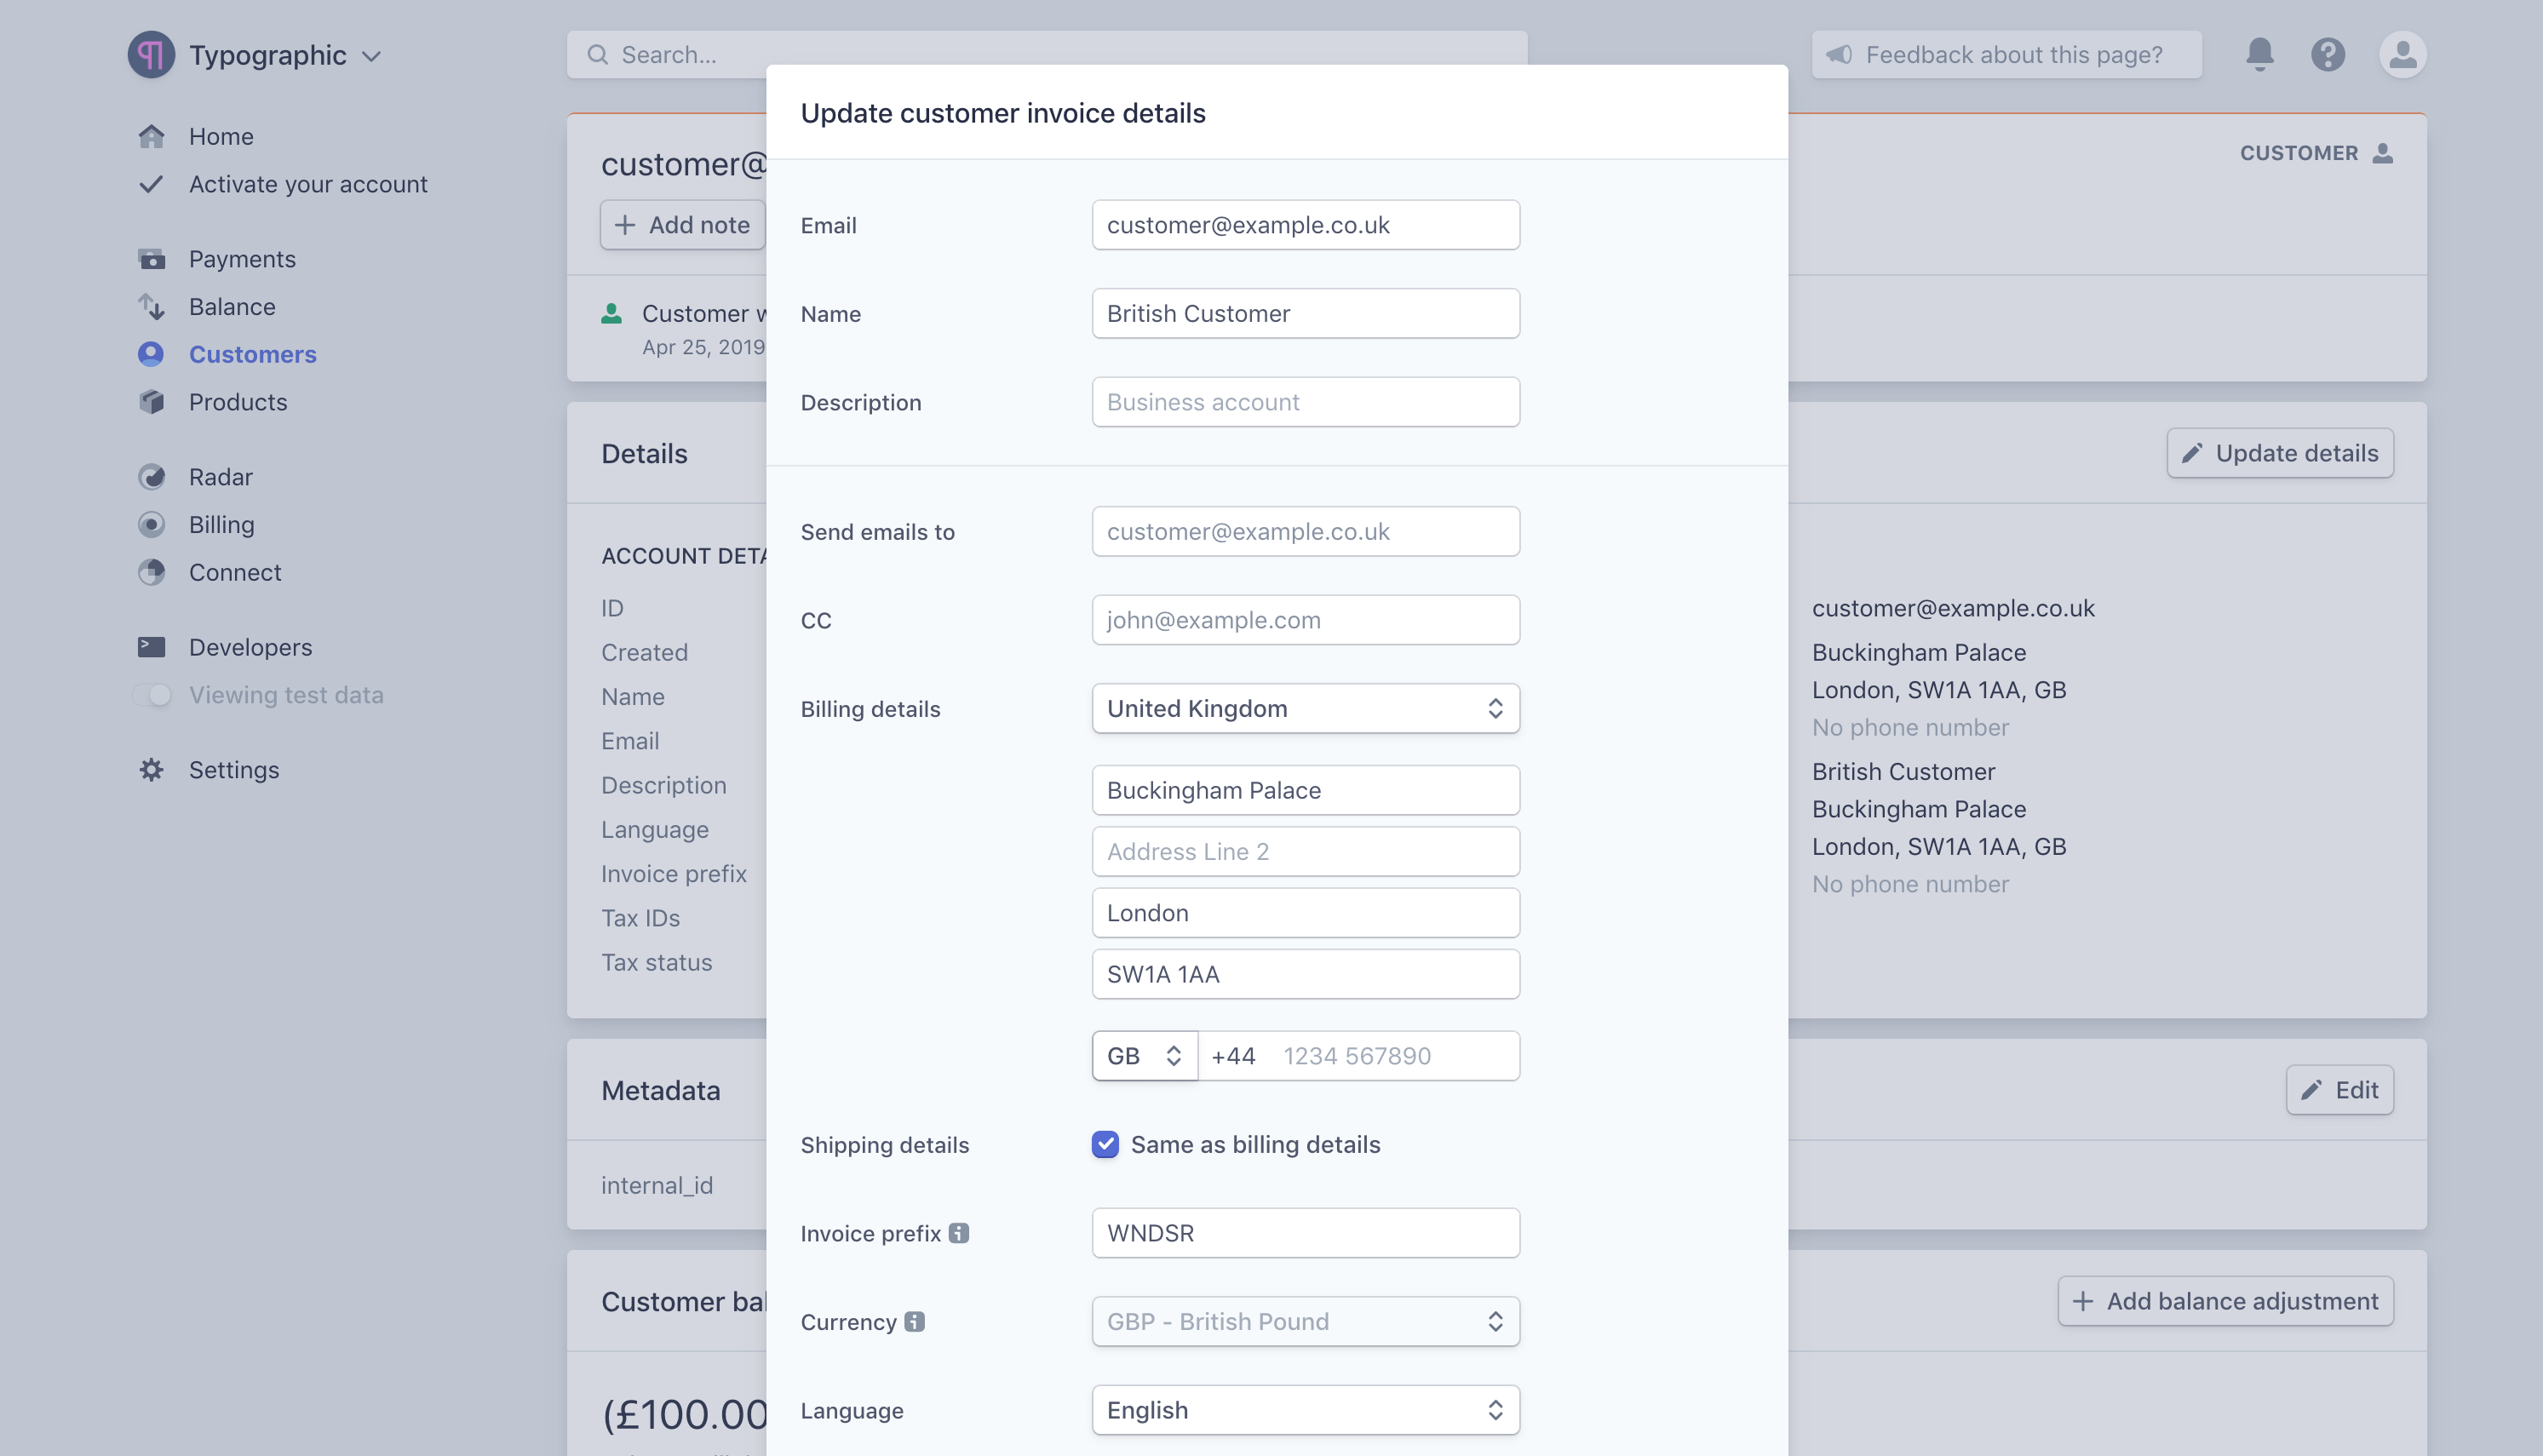 Typographic
Search...
Feedback about this page?
Home
Activate your account
Payments
Balance
Customers
Products
Radar
Billing
Connect
Developers
Viewing test data
Settings
customer@
CUSTOMER
Add note
Customer
Apr 25, 2019
Details
Update details
ACCOUNT
ID
Created
Name
Email
Description
Language
Invoice prefix
Tax IDs
Tax status
Metadata
internal_id
Customer
(£100.00
Update customer invoice details
Email
customer@example.co.uk
Name
British Customer
Description
Business account
Send emails to
customer@example.co.uk
CC
john@example.com
Billing details
United Kingdom
Buckingham Palace
Address Line 2
London
SW1A 1AA
GB +44 1234 567890
Shipping details
Same as billing details
Invoice prefix
WNDSR
Currency
GBP - British Pound
Language
English
customer@example.co.uk
Buckingham Palace
London, SW1A 1AA, GB
No phone number
British Customer
Buckingham Palace
London, SW1A 1AA, GB
No phone number
Edit
Add balance adjustment